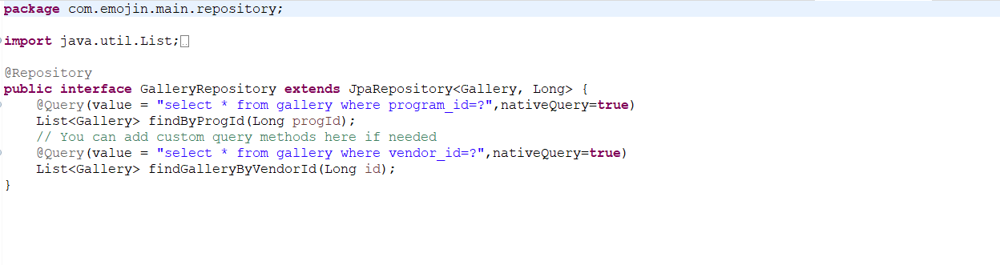 package com.emojin.main.repository;
import java.util.List;
@Repository
public interface GalleryRepository extends JpaRepository<Gallery, Long> {
@Query(value = "select * from gallery where program_id=?",nativeQuery=true)
List<Gallery> findByProgId(Long progId);
// You can add custom query methods here if needed
@Query(value = "select * from gallery where vendor_id=?",nativeQuery=true)
List<Gallery> findGalleryByVendorId(Long id);
}